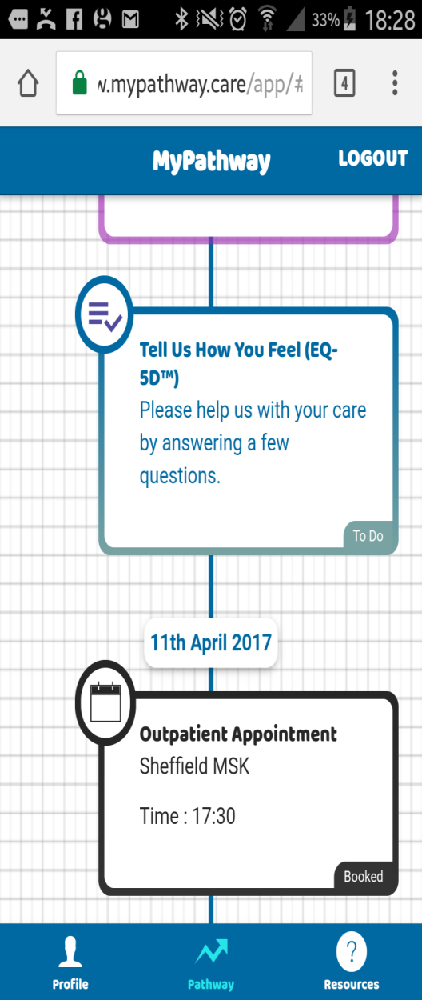 33% 18:28
v.mypathway.care/app/#
4
MyPathway LOGOUT
Tell Us How You Feel (EQ-
5D™)
Please help us with your care
by answering a few
questions.
To Do
11th April 2017
Outpatient Appointment
Sheffield MSK
Time : 17:30
Booked
Profile Pathway Resources